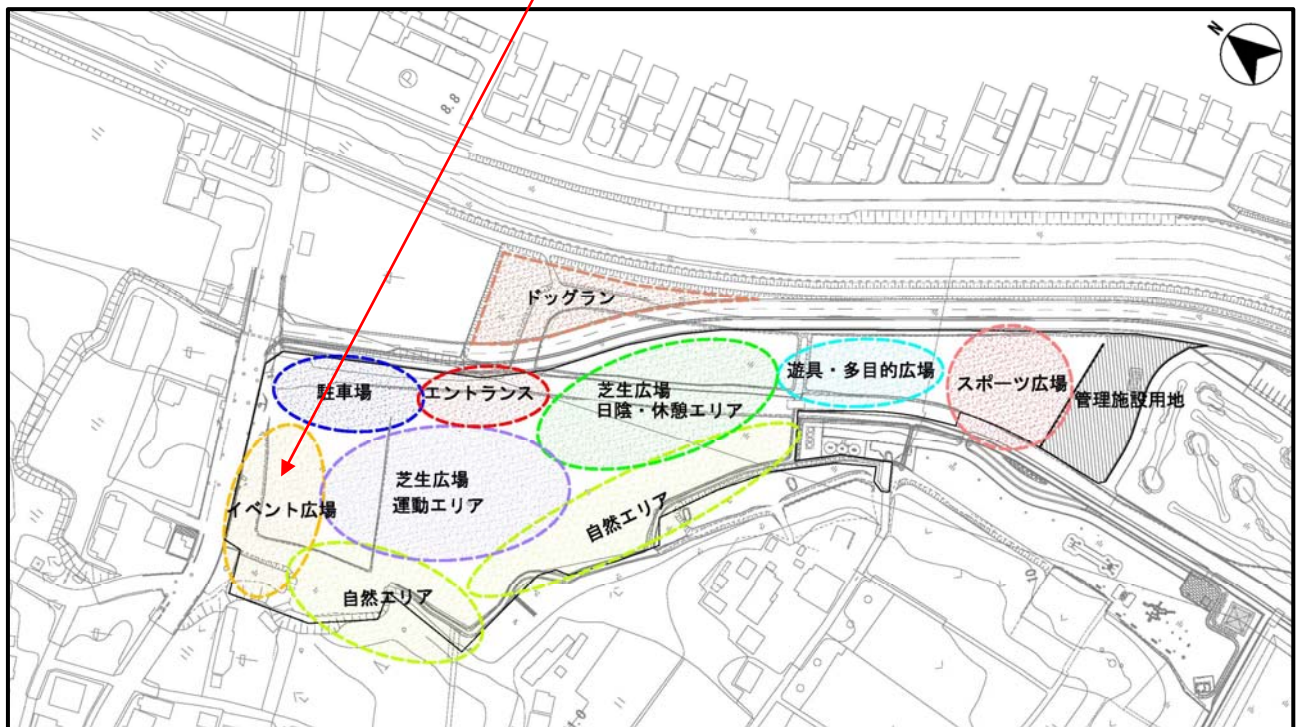 N
P
8.8
ドッグラン
駐車場
エントランス
芝生広場
日陰・休憩エリア
遊具・多目的広場
スポーツ広場
管理施設用地
イベント広場
芝生広場
運動エリア
自然エリア
自然エリア
10